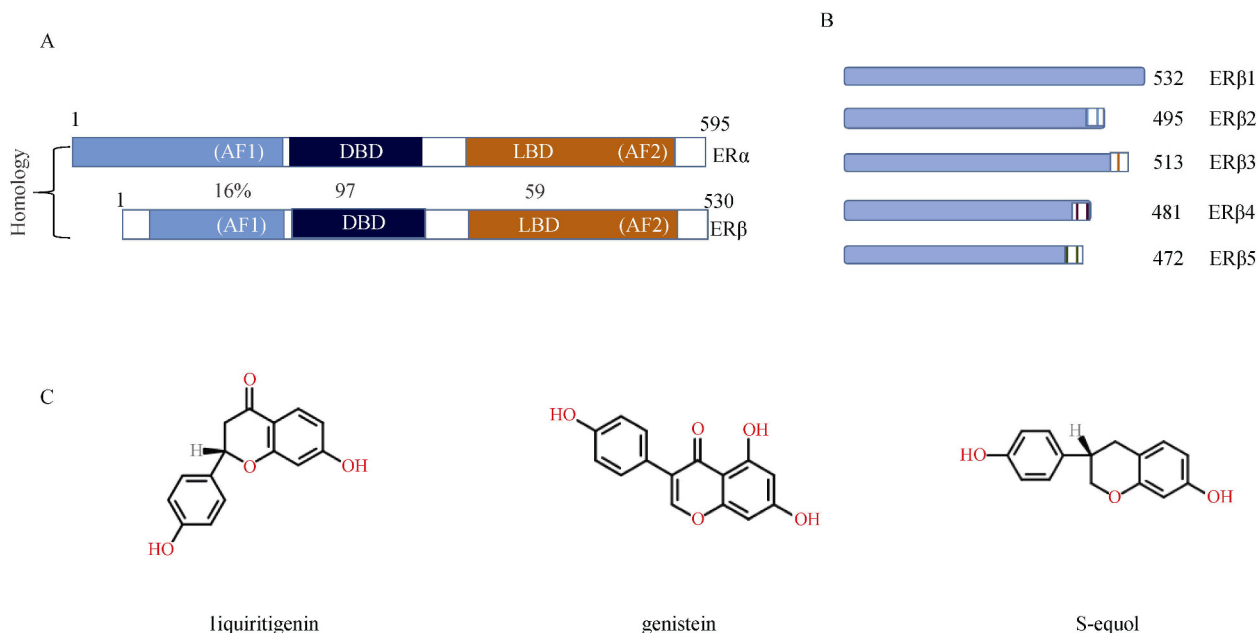 A
B
1
595
(AF1) DBD LBD (AF2) ERα
Homology
16% 97 59
1
530
(AF1) DBD LBD (AF2) ERβ
532 ERβ1
495 ERβ2
513 ERβ3
481 ERβ4
472 ERβ5
C
O
H
O
OH
HO
liquiritigenin
HO
O
OH
O
OH
genistein
H
HO
O
OH
S-equol